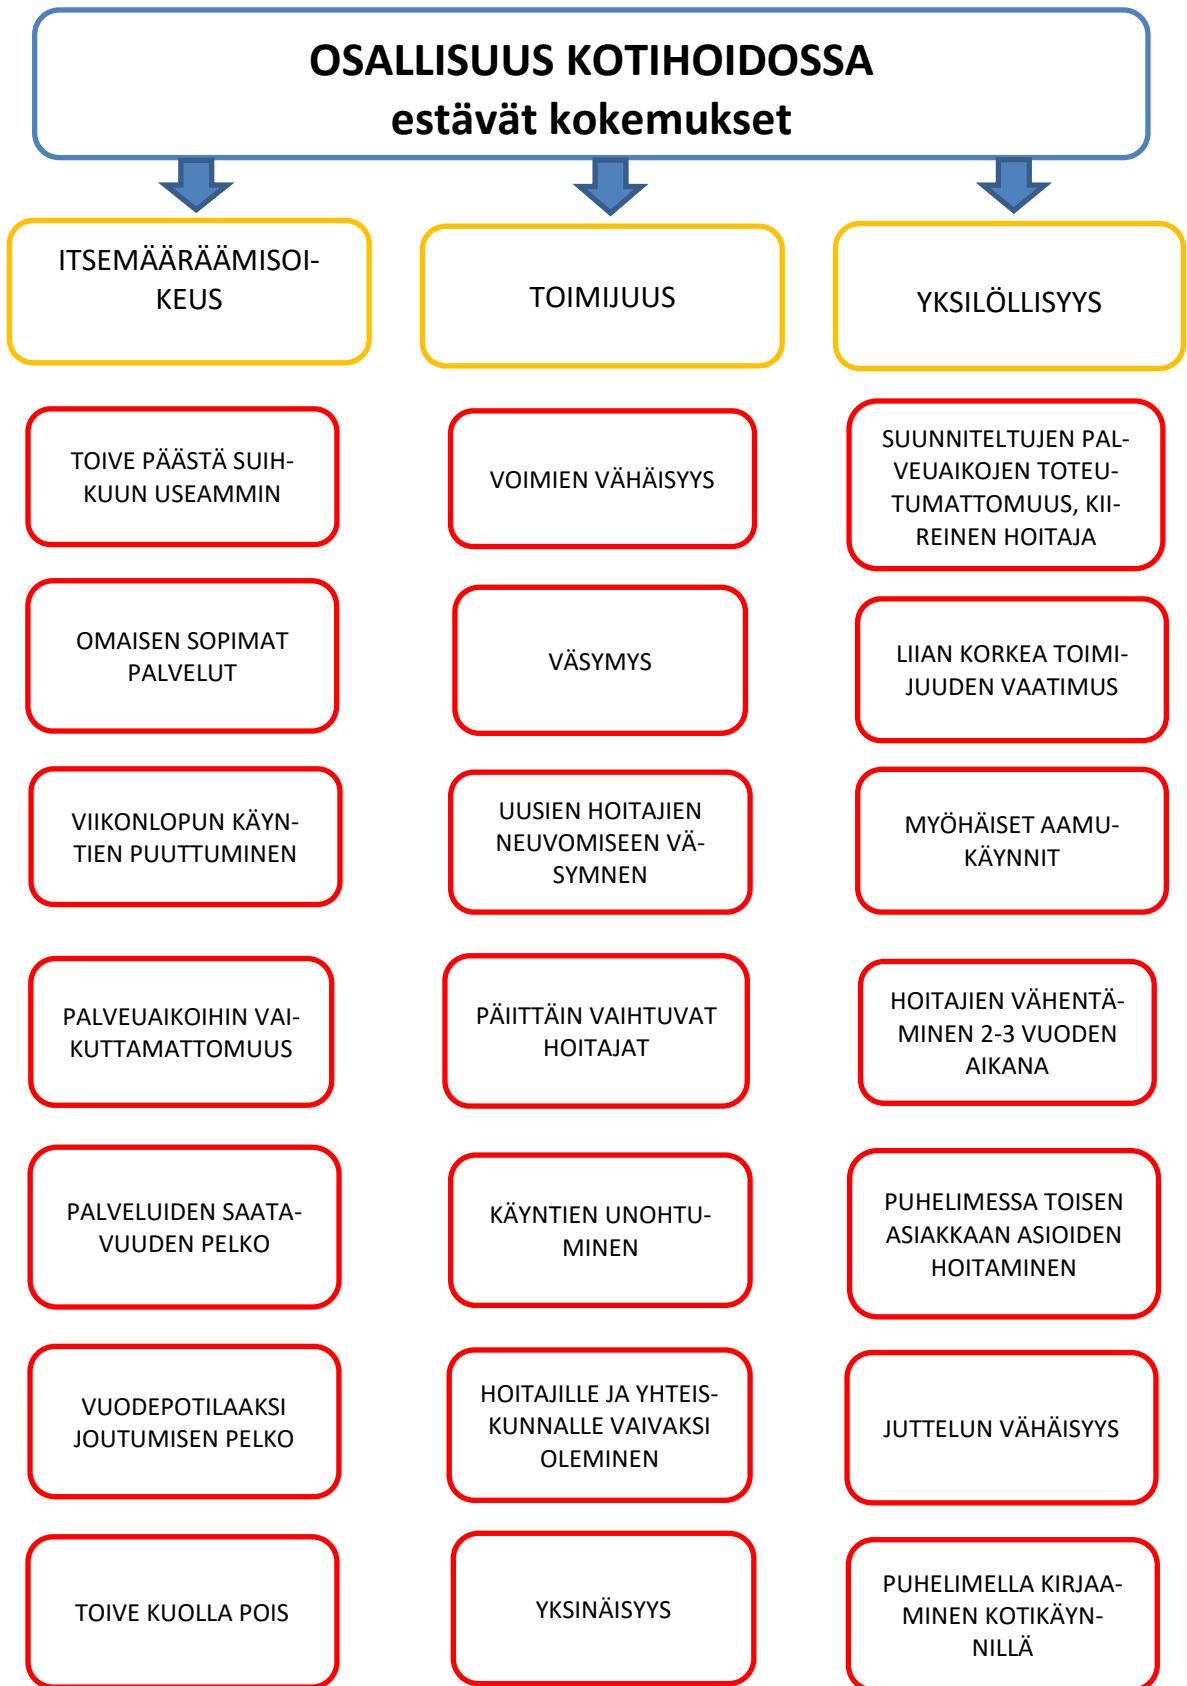 OSALLISUUS KOTIHOIDOSSA
estävät kokemukset
ITSEMÄÄRÄÄMISOI-
KEUS
TOIMIJUUS
YKSILÖLLISYYS
TOIVE PÄÄSTÄ SUIH-
KUUN USEAMMIN
VOIMIEN VÄHÄISYYS
SUUNNITELTUJEN PAL-
VEUAIKOJEN TOTEU-
TUMATTOMUUS, KII-
REINEN HOITAJA
OMAISEN SOPIMAT
PALVELUT
VÄSYMYS
LIIAN KORKEA TOIMI-
JUUDEN VAATIMUS
VIIKONLOPUN KÄYN-
TIEN PUUTTUMINEN
UUSIEN HOITAJIEN
NEUVOMISEEN VÄ-
SYMNEN
MYÖHÄISET AAMU-
KÄYNNIT
PALVEUAIKOIHIN VAI-
KUTTAMATTOMUUS
PÄIITTÄIN VAIHTUVAT
HOITAJAT
HOITAJIEN VÄHENTÄ-
MINEN 2-3 VUODEN
AIKANA
PALVELUIDEN SAATA-
VUUDEN PELKO
KÄYNTIEN UNOHTU-
MINEN
PUHELIMESSA TOISEN
ASIAKKAAN ASIOIDEN
HOITAMINEN
VUODEPOTILAAKSI
JOUTUMISEN PELKO
HOITAJILLE JA YHTEIS-
KUNNALLE VAIVAKSI
OLEMINEN
JUTTELUN VÄHÄISYYS
TOIVE KUOLLA POIS
YKSINÄISYYS
PUHELIMELLA KIRJAA-
MINEN KOTIKÄYN-
NILLÄ